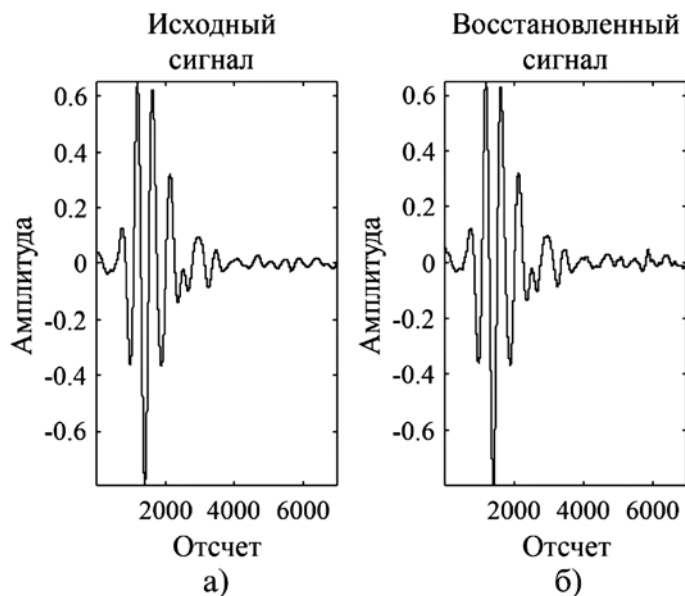 Исходный
сигнал
Восстановленный
сигнал
Амплитуда
0.6
0.4
0.2
0
-0.2
-0.4
-0.6
2000 4000 6000
Отсчет
а)
Амплитуда
0.6
0.4
0.2
0
-0.2
-0.4
-0.6
2000 4000 6000
Отсчет
б)